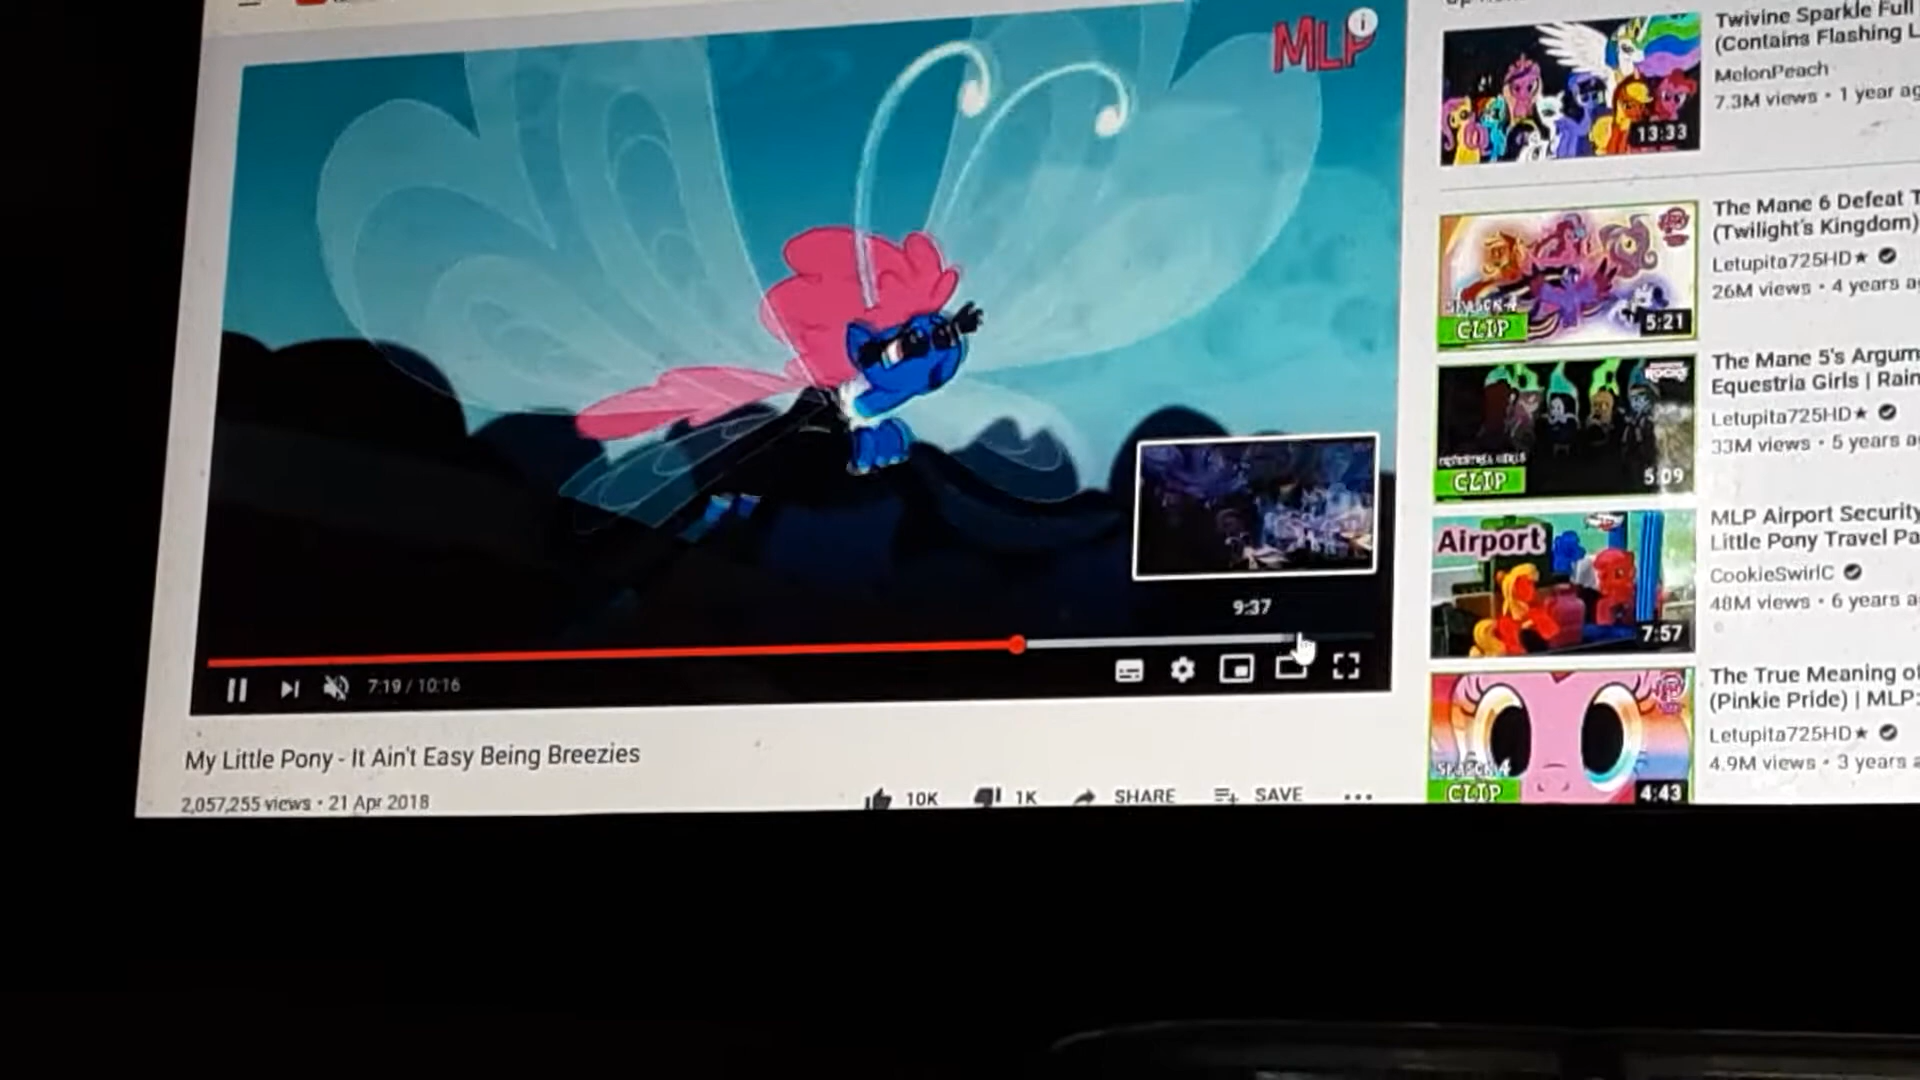 MLP
i
9:37
7:19 / 10:16
My Little Pony - It Ain't Easy Being Breezies
2,057,255 views • 21 Apr 2018
10K
1K
SHARE
SAVE
Twivine Sparkle Full
(Contains Flashing L
MelonPeach
7.3M views • 1 year ag
13:33
The Mane 6 Defeat T
(Twilight's Kingdom)
Letupita725HD★
26M views • 4 years a
SEASON 4
CLIP
5:21
The Mane 5's Argum
Equestria Girls | Rain
Letupita725HD★
33M views • 5 years a
CLIP
5:09
MLP Airport Security
Little Pony Travel Pa
CookieSwirlC
48M views • 6 years a
Airport
7:57
The True Meaning of
(Pinkie Pride) | MLP:
Letupita725HD★
4.9M views • 3 years a
SEASON 4
CLIP
4:43